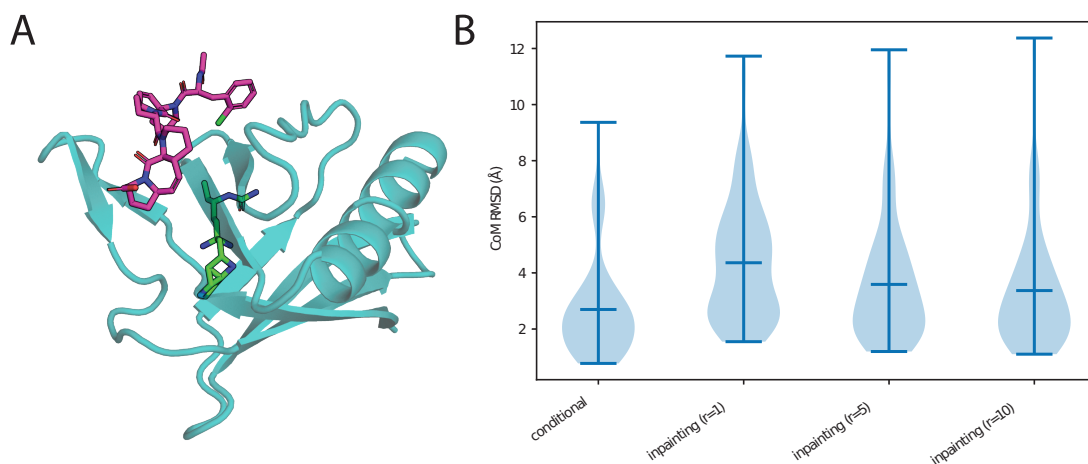 A
B
CoM RMSD (Å)
12
10
8
6
4
2
conditional
inpainting (r=1)
inpainting (r=5)
inpainting (r=10)